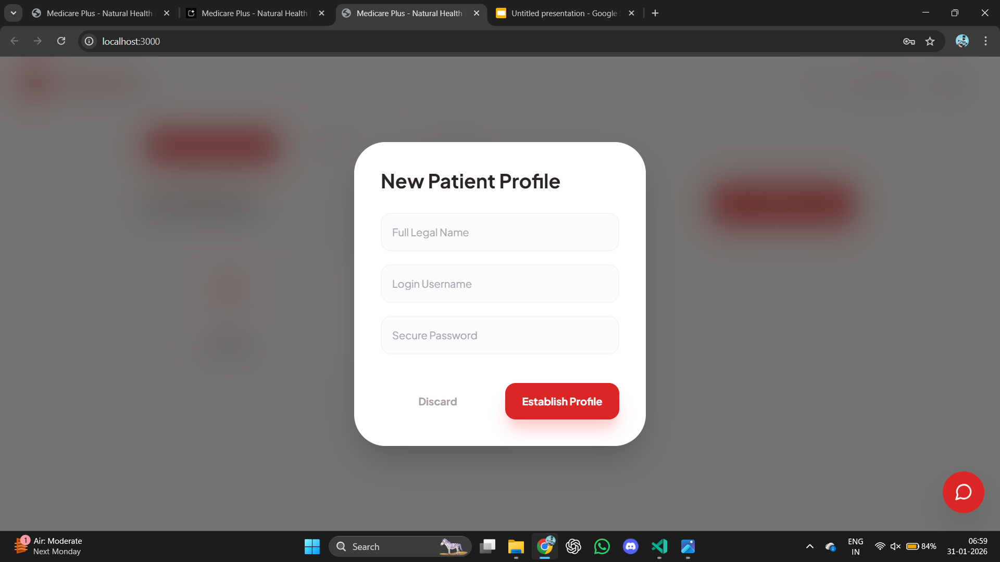 Medicare Plus - Natural Health
Medicare Plus - Natural Health
Medicare Plus - Natural Health
Untitled presentation - Google
localhost:3000
New Patient Profile
Full Legal Name
Login Username
Secure Password
Discard
Establish Profile
1
Air: Moderate
Next Monday
Search
ENG
IN
84%
06:59
31-01-2026